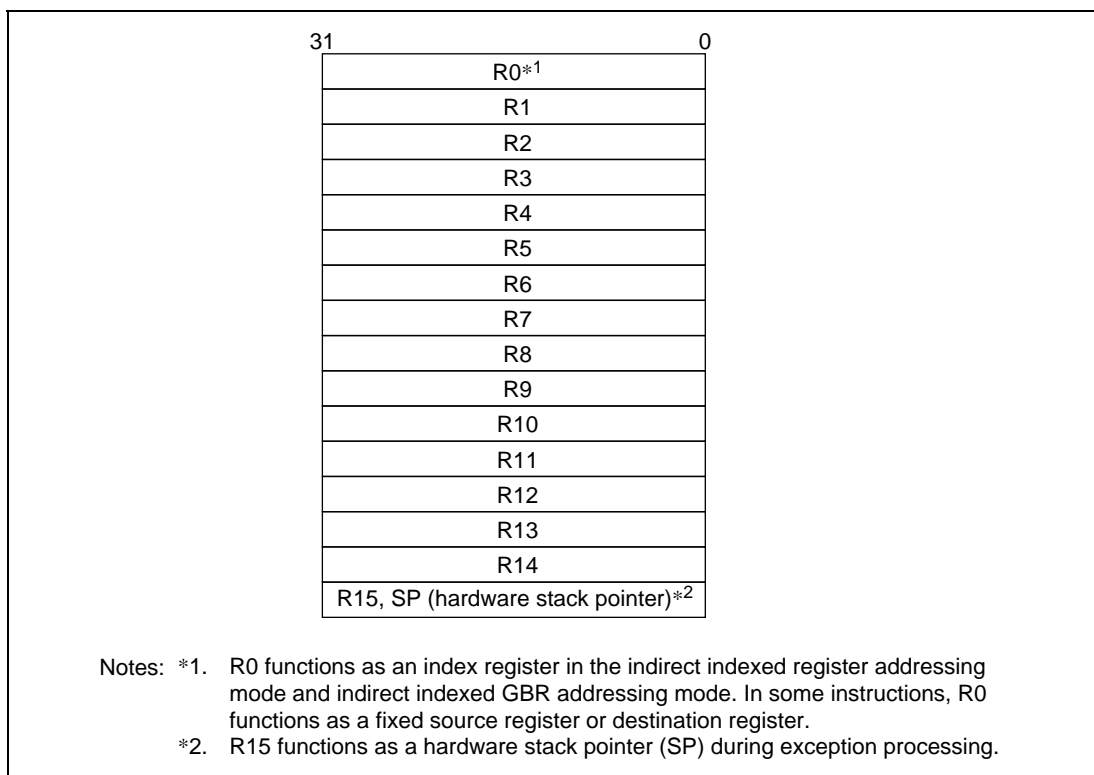 31 0
R0*1
R1
R2
R3
R4
R5
R6
R7
R8
R9
R10
R11
R12
R13
R14
R15, SP (hardware stack pointer)*2
Notes: *1. R0 functions as an index register in the indirect indexed register addressing
mode and indirect indexed GBR addressing mode. In some instructions, R0
functions as a fixed source register or destination register.
*2. R15 functions as a hardware stack pointer (SP) during exception processing.